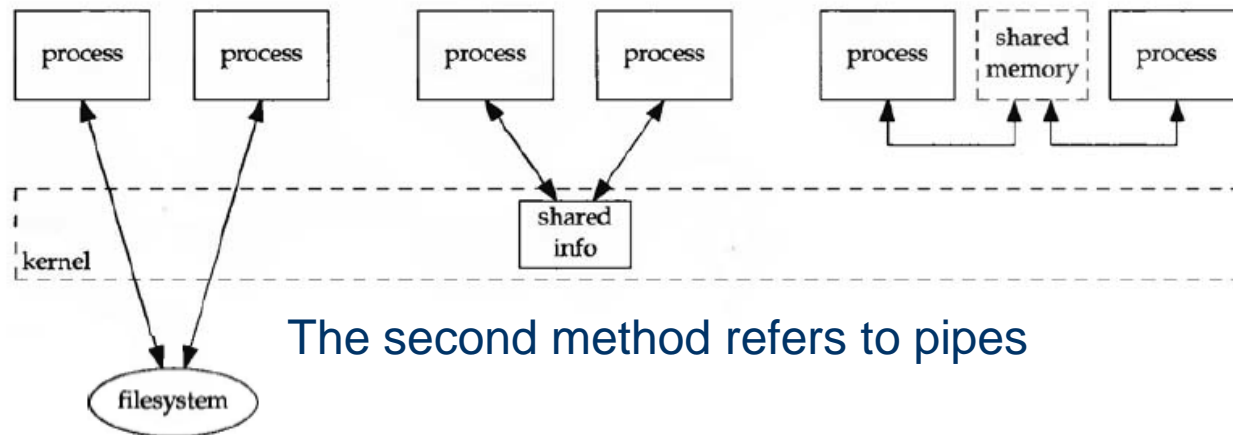 process
process
process
process
process
shared
memory
process
shared
info
kernel
The second method refers to pipes
filesystem